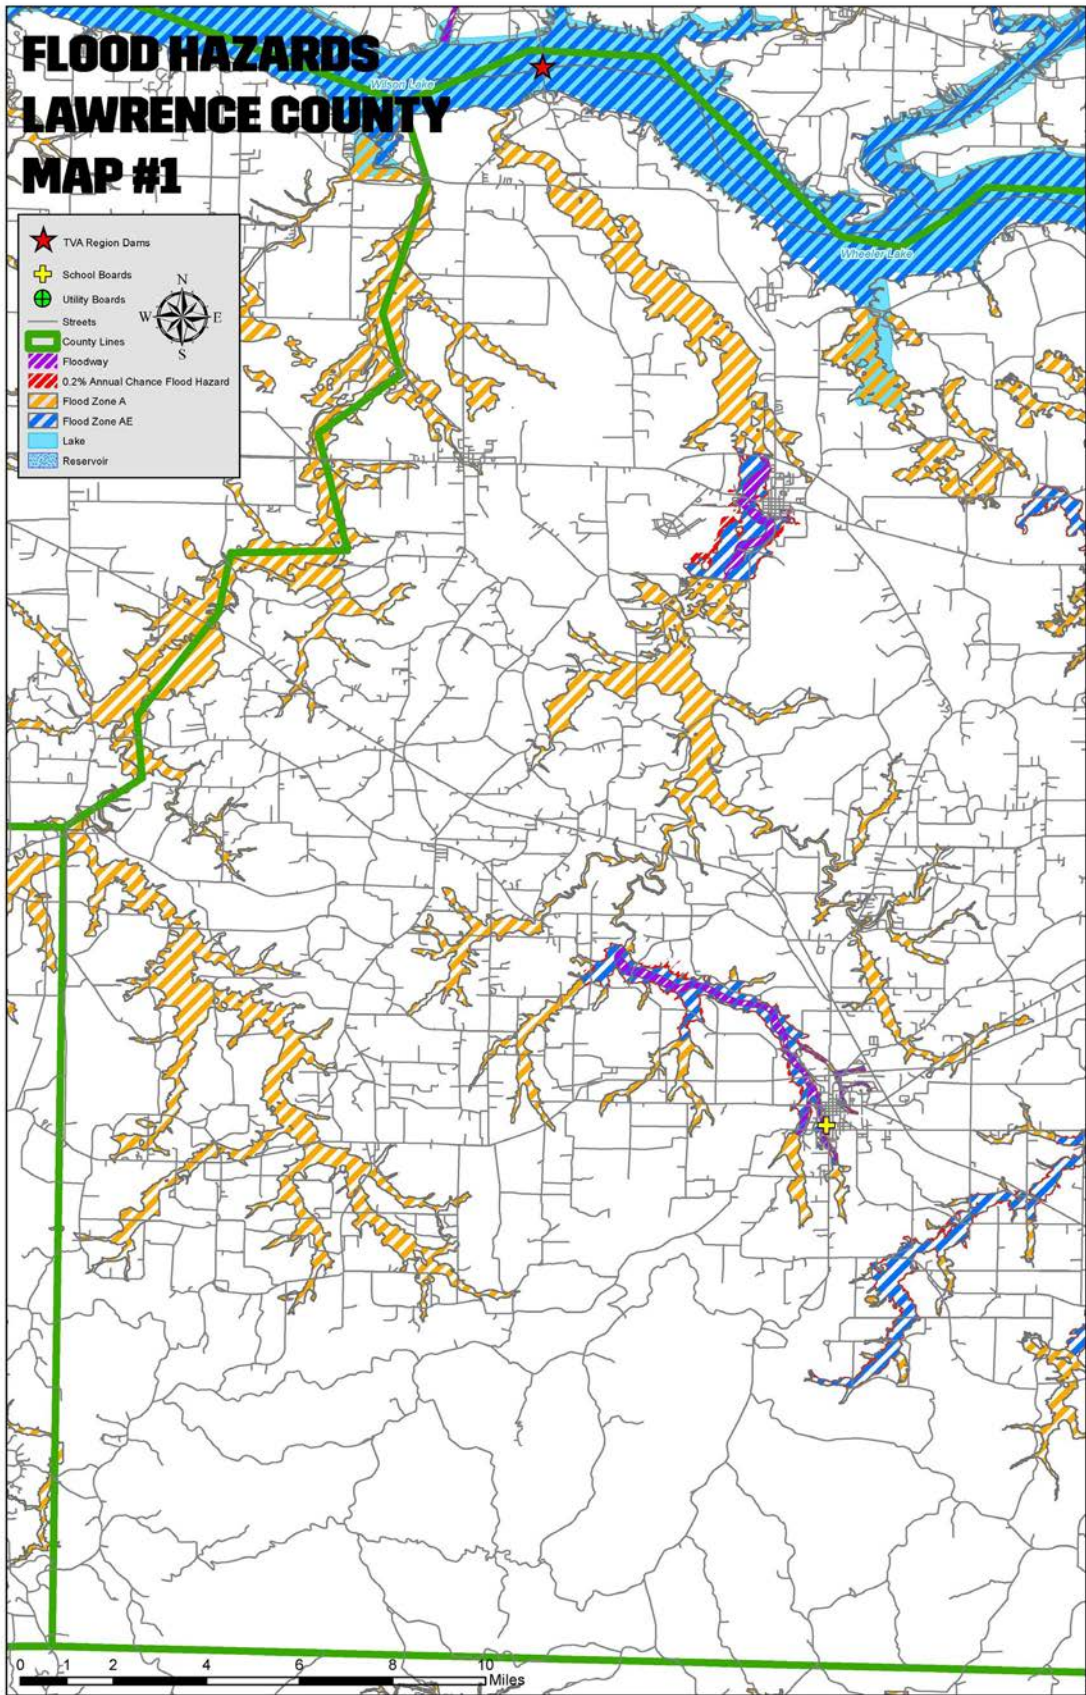 FLOOD HAZARDS
LAWRENCE COUNTY
MAP #1
Wilson Lake
Wheeler Lake
TVA Region Dams
School Boards
Utility Boards
Streets
County Lines
Floodway
0.2% Annual Chance Flood Hazard
Flood Zone A
Flood Zone AE
Lake
Reservoir
N
W E
S
0 1 2 4 6 8 10
Miles